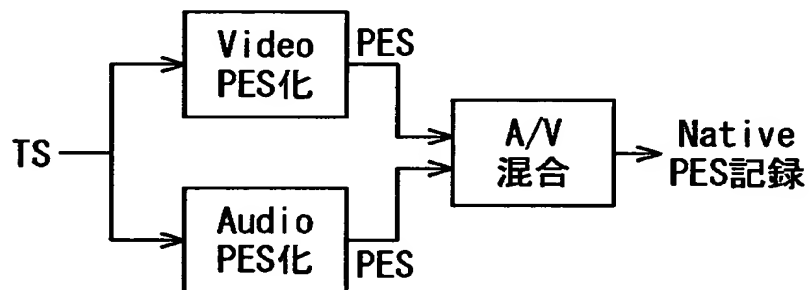 TS
Video
PES化
PES
Audio
PES化
PES
A/V
混合
Native
PES記録